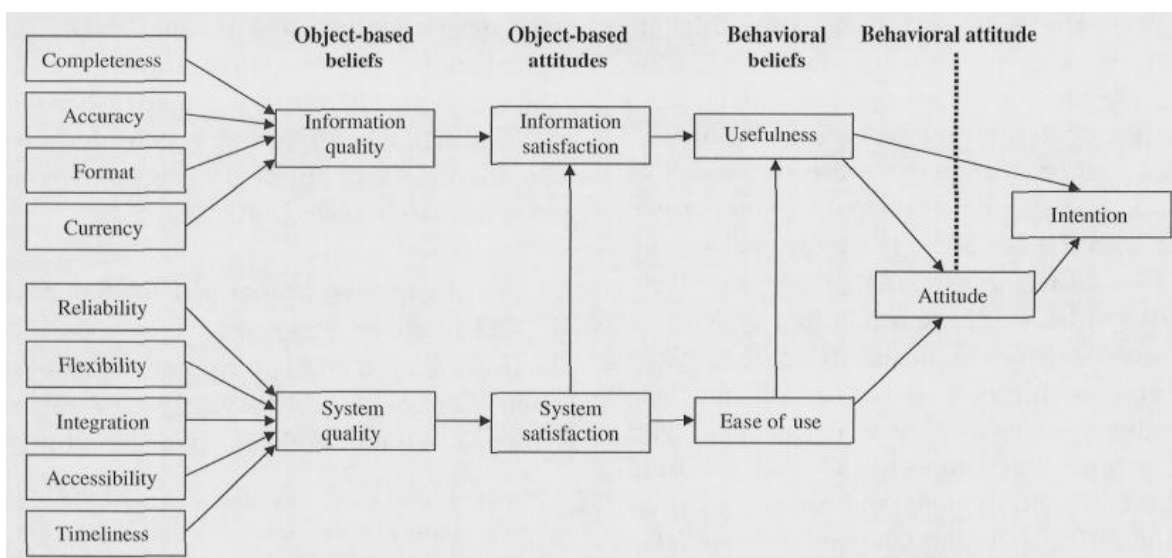 Object-based
beliefs
Object-based
attitudes
Behavioral
beliefs
Behavioral attitude
Completeness
Accuracy
Format
Currency
Information
quality
Information
satisfaction
Usefulness
Intention
Attitude
Reliability
Flexibility
Integration
Accessibility
Timeliness
System
quality
System
satisfaction
Ease of use